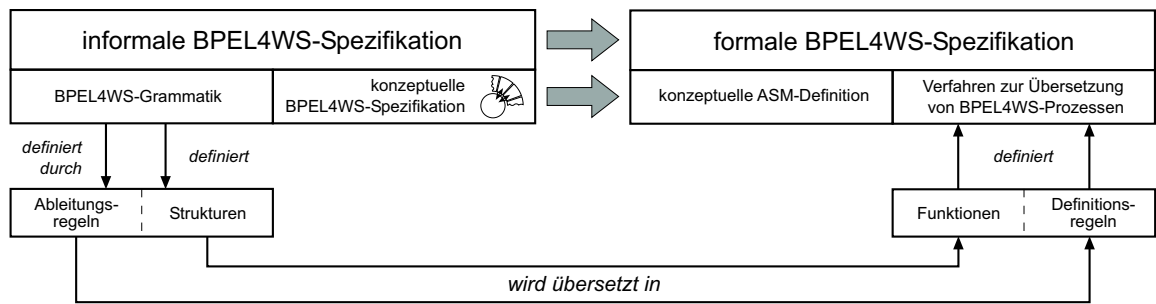 informale BPEL4WS-Spezifikation
formale BPEL4WS-Spezifikation
BPEL4WS-Grammatik
konzeptuelle
BPEL4WS-Spezifikation
konzeptuelle ASM-Definition
Verfahren zur Übersetzung
von BPEL4WS-Prozessen
definiert
durch
definiert
definiert
Ableitungs-
regeln
Strukturen
Funktionen
Definitions-
regeln
wird übersetzt in